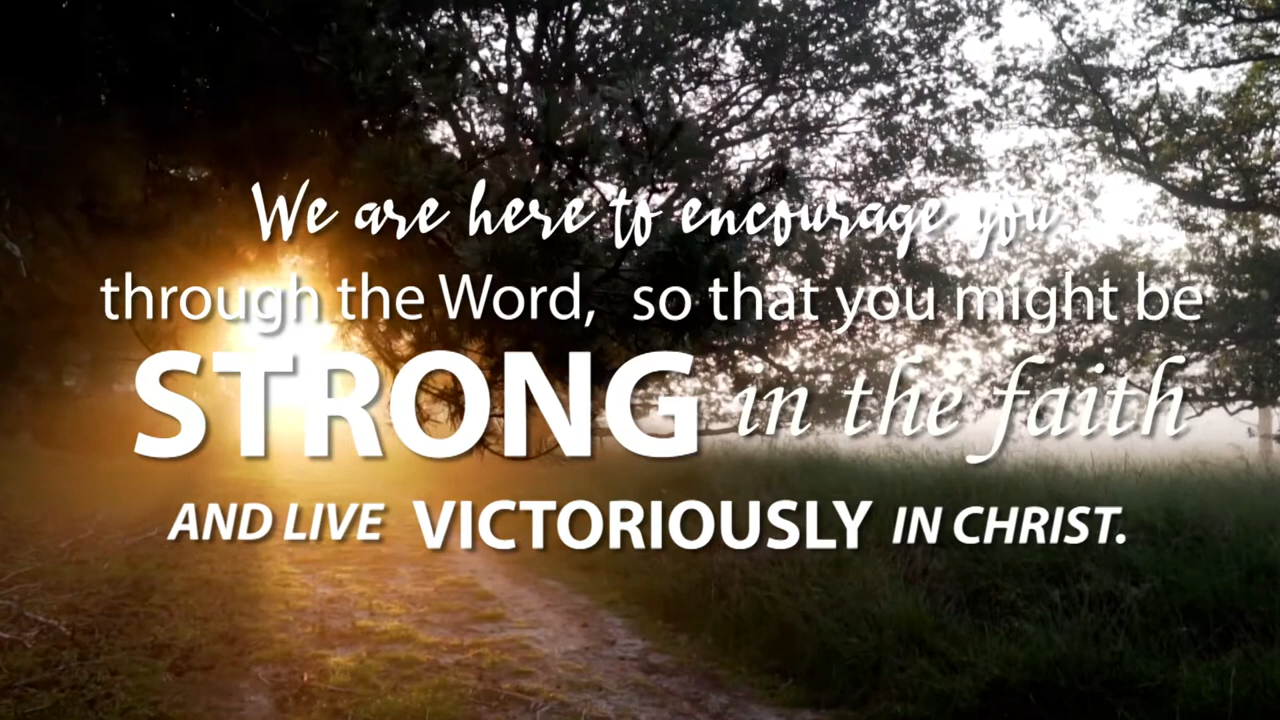 We are here to encourage you
through the Word, so that you might be
STRONG in the faith
AND LIVE VICTORIOUSLY IN CHRIST.